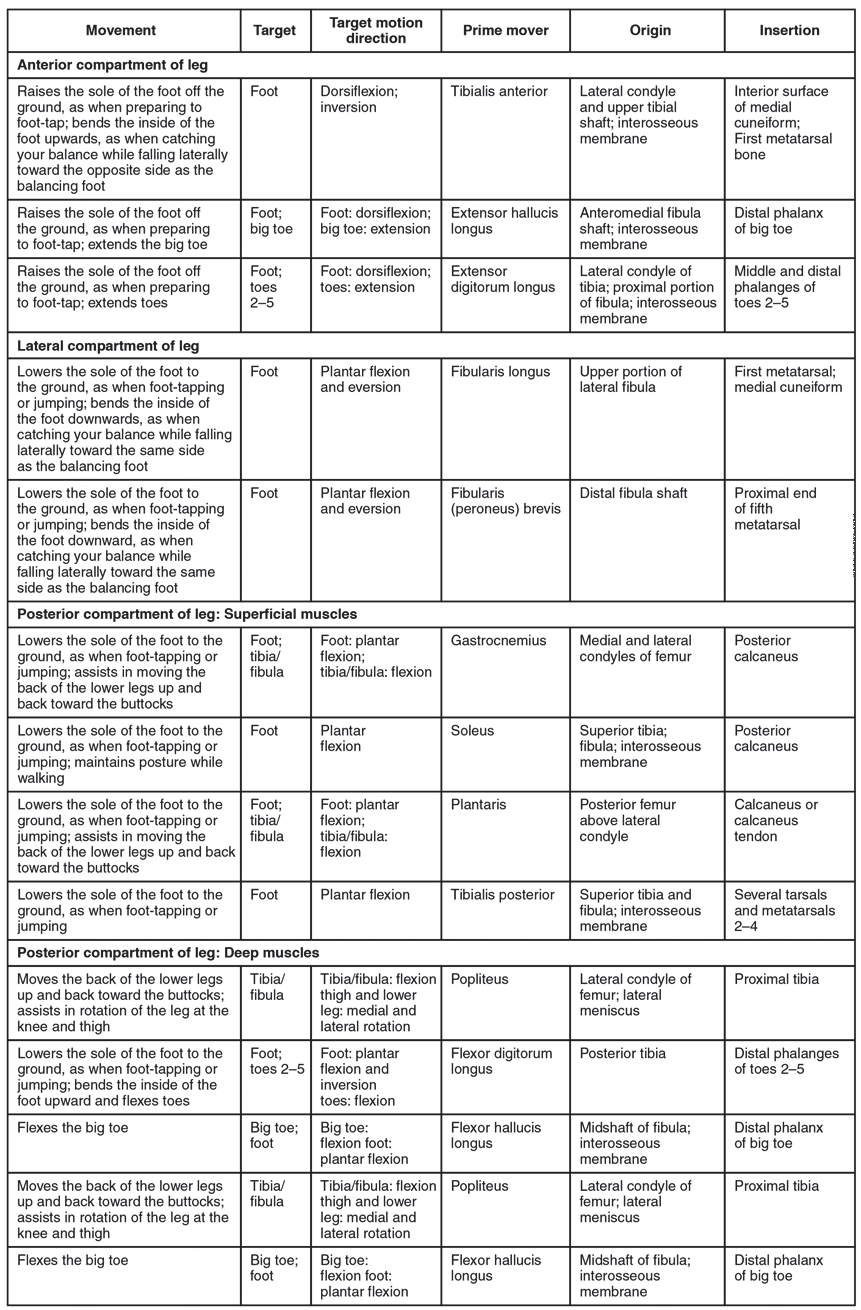 Movement
Target
Target motion
direction
Prime mover
Origin
Insertion
Anterior compartment of leg
Raises the sole of the foot off the
ground, as when preparing to
foot-tap; bends the inside of the
foot upwards, as when catching
your balance while falling laterally
toward the opposite side as the
balancing foot
Foot
Dorsiflexion;
inversion
Tibialis anterior
Lateral condyle
and upper tibial
shaft; interosseous
membrane
Interior surface
of medial
cuneiform;
First metatarsal
bone
Raises the sole of the foot off
the ground, as when preparing
to foot-tap; extends the big toe
Foot;
big toe
Foot: dorsiflexion;
big toe: extension
Extensor hallucis
longus
Anteromedial fibula
shaft; interosseous
membrane
Distal phalanx
of big toe
Raises the sole of the foot off
the ground, as when preparing
to foot-tap; extends toes
Foot;
toes
2–5
Foot: dorsiflexion;
toes: extension
Extensor
digitorum longus
Lateral condyle of
tibia; proximal portion
of fibula; interosseous
membrane
Middle and distal
phalanges of
toes 2–5
Lateral compartment of leg
Lowers the sole of the foot to
the ground, as when foot-tapping
or jumping; bends the inside of
the foot downwards, as when
catching your balance while falling
laterally toward the same side
as the balancing foot
Foot
Plantar flexion
and eversion
Fibularis longus
Upper portion of
lateral fibula
First metatarsal;
medial cuneiform
Lowers the sole of the foot to
the ground, as when foot-tapping
or jumping; bends the inside of
the foot downward, as when
catching your balance while
falling laterally toward the same
side as the balancing foot
Foot
Plantar flexion
and eversion
Fibularis
(peroneus) brevis
Distal fibula shaft
Proximal end
of fifth
metatarsal
Posterior compartment of leg: Superficial muscles
Lowers the sole of the foot to the
ground, as when foot-tapping or
jumping; assists in moving the
back of the lower legs up and
back toward the buttocks
Foot;
tibia/
fibula
Foot: plantar
flexion;
tibia/fibula: flexion
Gastrocnemius
Medial and lateral
condyles of femur
Posterior
calcaneus
Lowers the sole of the foot to the
ground, as when foot-tapping or
jumping; maintains posture while
walking
Foot
Plantar
flexion
Soleus
Superior tibia;
fibula; interosseous
membrane
Posterior
calcaneus
Lowers the sole of the foot to the
ground, as when foot-tapping or
jumping; assists in moving the
back of the lower legs up and back
toward the buttocks
Foot;
tibia/
fibula
Foot: plantar
flexion;
tibia/fibula:
flexion
Plantaris
Posterior femur
above lateral
condyle
Calcaneus or
calcaneus
tendon
Lowers the sole of the foot to the
ground, as when foot-tapping or
jumping
Foot
Plantar flexion
Tibialis posterior
Superior tibia and
fibula; interosseous
membrane
Several tarsals
and metatarsals
2–4
Posterior compartment of leg: Deep muscles
Moves the back of the lower legs
up and back toward the buttocks;
assists in rotation of the leg at the
knee and thigh
Tibia/
fibula
Tibia/fibula: flexion
thigh and lower
leg: medial and
lateral rotation
Popliteus
Lateral condyle of
femur; lateral
meniscus
Proximal tibia
Lowers the sole of the foot to the
ground, as when foot-tapping or
jumping; bends the inside of the
foot upward and flexes toes
Foot;
toes 2–5
Foot: plantar
flexion and
inversion
toes: flexion
Flexor digitorum
longus
Posterior tibia
Distal phalanges
of toes 2–5
Flexes the big toe
Big toe;
foot
Big toe:
flexion foot:
plantar flexion
Flexor hallucis
longus
Midshaft of fibula;
interosseous
membrane
Distal phalanx
of big toe
Moves the back of the lower legs
up and back toward the buttocks;
assists in rotation of the leg at the
knee and thigh
Tibia/
fibula
Tibia/fibula: flexion
thigh and lower
leg: medial and
lateral rotation
Popliteus
Lateral condyle of
femur; lateral
meniscus
Proximal tibia
Flexes the big toe
Big toe;
foot
Big toe:
flexion foot:
plantar flexion
Flexor hallucis
longus
Midshaft of fibula;
interosseous
membrane
Distal phalanx
of big toe